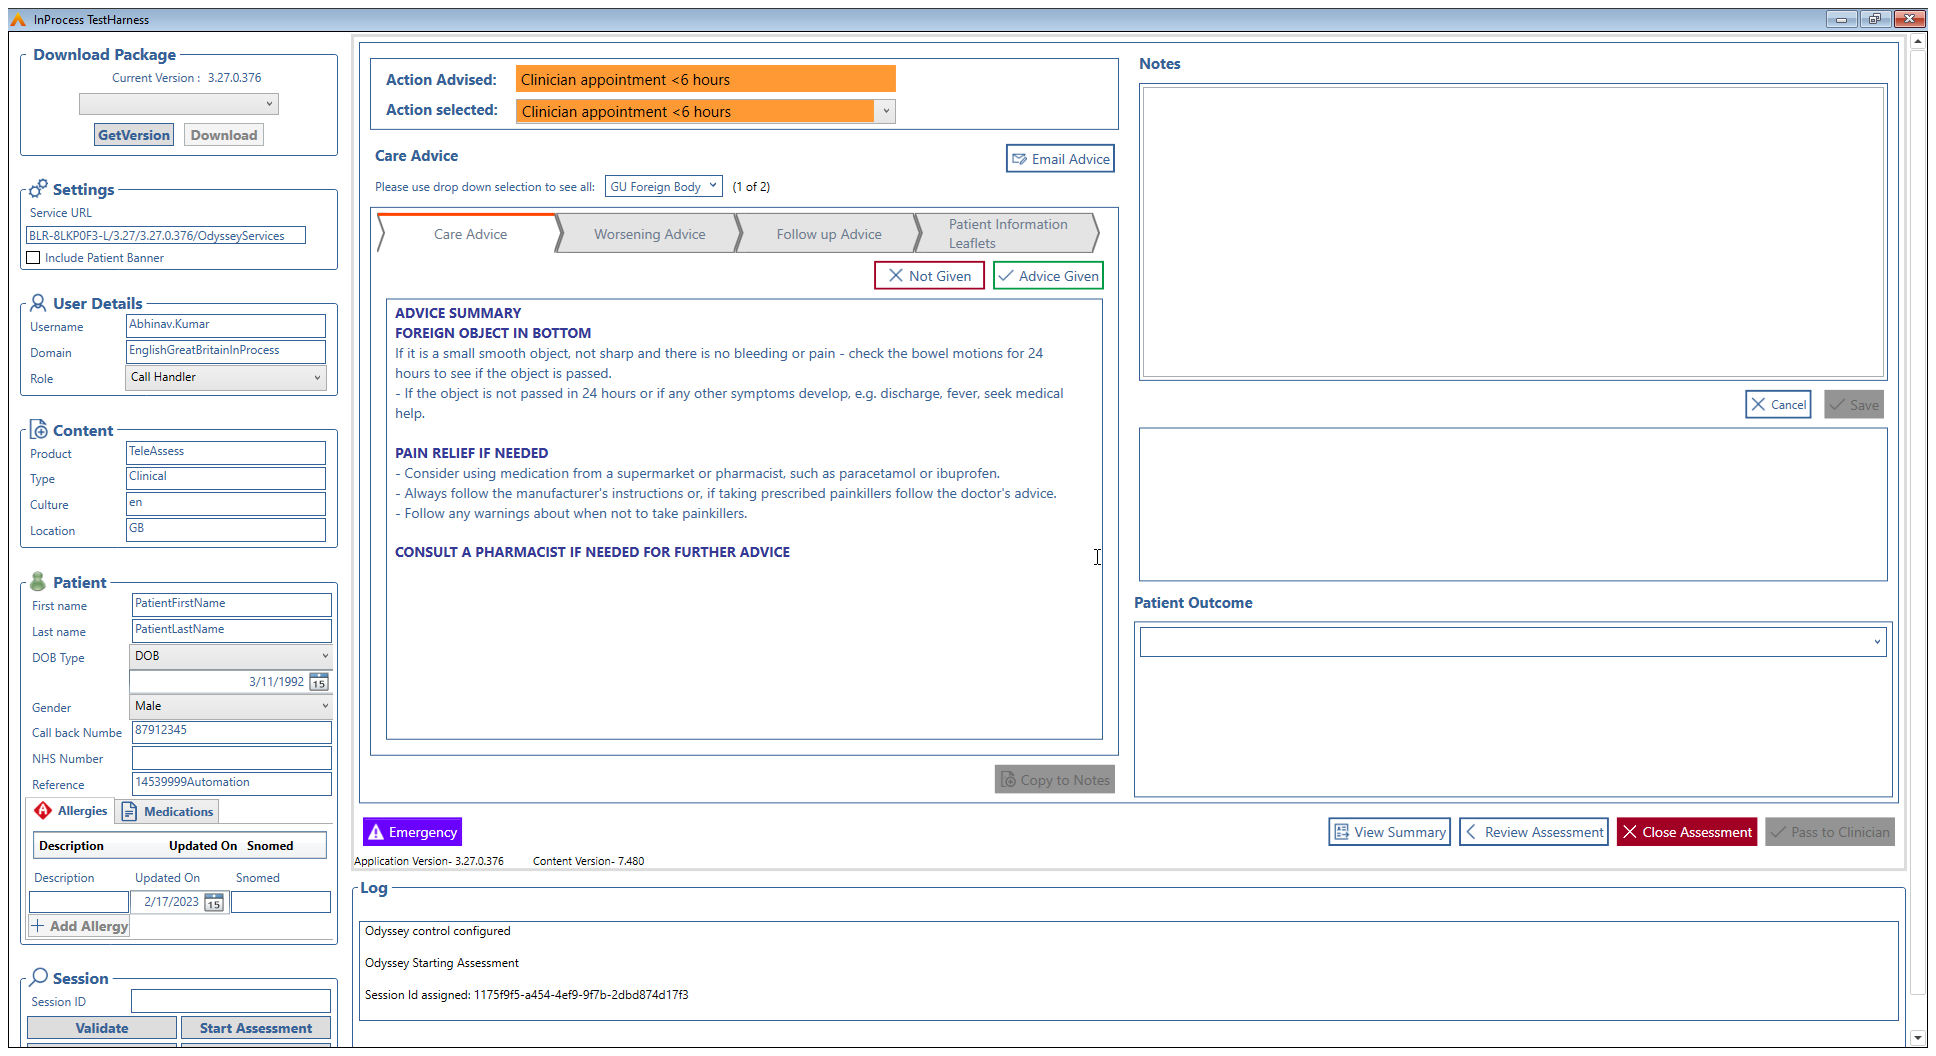 InProcess TestHarness
Download Package
Current Version : 3.27.0.376
GetVersion
Download
Settings
Service URL
BLR-8LKP0F3-L/3.27/3.27.0.376/OdysseyServices
Include Patient Banner
User Details
Username
Abhinav.Kumar
Domain
EnglishGreatBritainInProcess
Role
Call Handler
Content
Product
TeleAssess
Type
Clinical
Culture
en
Location
GB
Patient
First name
PatientFirstName
Last name
PatientLastName
DOB Type
DOB
3/11/1992
15
Gender
Male
Call back Numbe
87912345
NHS Number
Reference
14539999Automation
Allergies
Medications
Description Updated On Snomed
Description Updated On Snomed
2/17/2023
15
Add Allergy
Session
Session ID
Validate
Start Assessment
Action Advised:
Clinician appointment <6 hours
Action selected:
Clinician appointment <6 hours
Care Advice
Email Advice
Please use drop down selection to see all:
GU Foreign Body
(1 of 2)
Care Advice
Worsening Advice
Follow up Advice
Patient Information
Leaflets
Not Given
Advice Given
ADVICE SUMMARY
FOREIGN OBJECT IN BOTTOM
If it is a small smooth object, not sharp and there is no bleeding or pain - check the bowel motions for 24
hours to see if the object is passed.
- If the object is not passed in 24 hours or if any other symptoms develop, e.g. discharge, fever, seek medical
help.
PAIN RELIEF IF NEEDED
- Consider using medication from a supermarket or pharmacist, such as paracetamol or ibuprofen.
- Always follow the manufacturer's instructions or, if taking prescribed painkillers follow the doctor's advice.
- Follow any warnings about when not to take painkillers.
CONSULT A PHARMACIST IF NEEDED FOR FURTHER ADVICE
Copy to Notes
Notes
Cancel
Save
Patient Outcome
Emergency
View Summary
Review Assessment
Close Assessment
Pass to Clinician
Application Version- 3.27.0.376
Content Version- 7.480
Log
Odyssey control configured
Odyssey Starting Assessment
Session Id assigned: 1175f9f5-a454-4ef9-9f7b-2dbd874d17f3